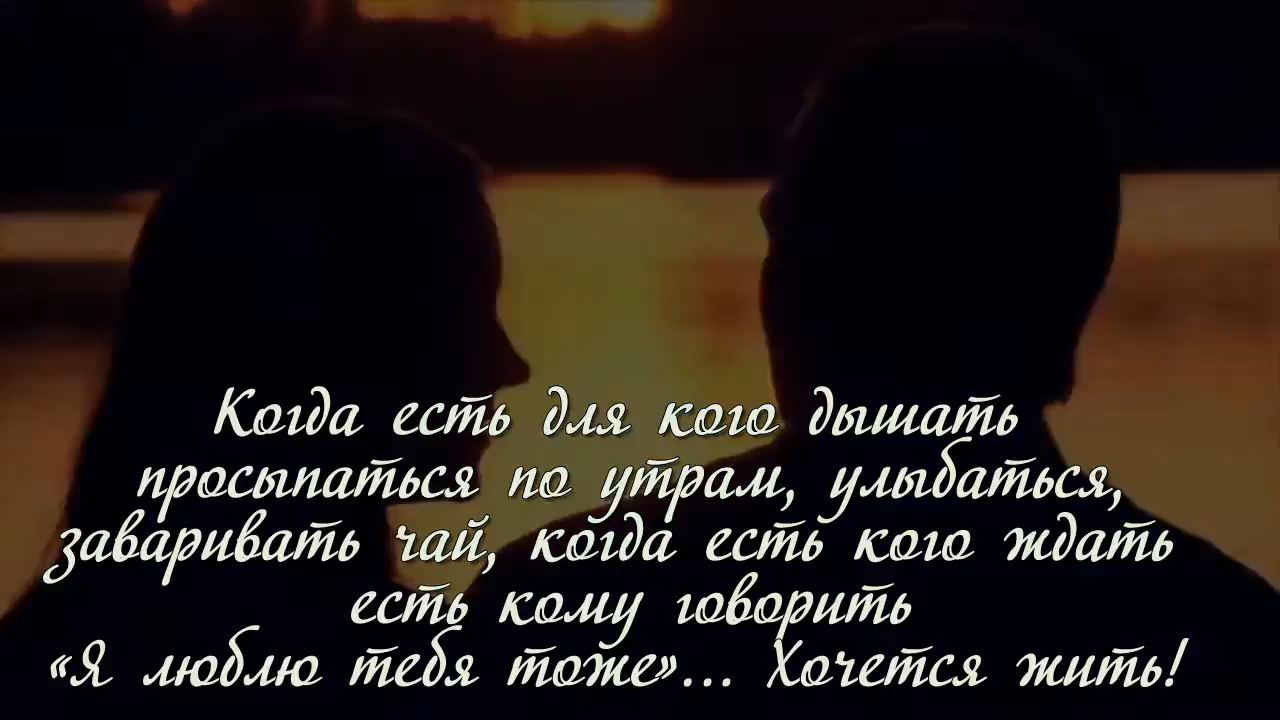 Когда есть для кого дышать
просыпаться по утрам, улыбаться,
заваривать чай, когда есть кого ждать
есть кому говорить
«Я люблю тебя тоже»... Хочется жить!